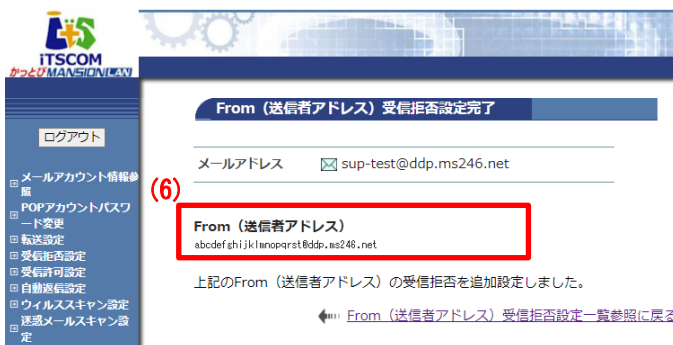 iTSCOM
かっとびMANSION LAN
ログアウト
メールアカウント情報参
照
POPアカウントパスワ
ード変更
転送設定
受信拒否設定
受信許可設定
自動返信設定
ウィルススキャン設定
迷惑メールスキャン設
定
From（送信者アドレス）受信拒否設定完了
メールアドレス sup-test@ddp.ms246.net
(6)
From（送信者アドレス）
abcdefghijklmnopqrst@ddp.ms246.net
上記のFrom（送信者アドレス）の受信拒否を追加設定しました。
From（送信者アドレス）受信拒否設定一覧参照に戻る